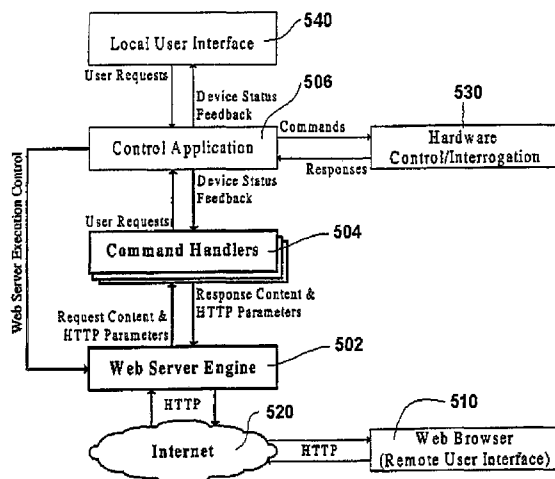 540
Local User Interface
User Requests
Device Status
Feedback
506
530
Control Application
Commands
Responses
Hardware
Control/Interrogation
Web Server Execution Control
User Requests
Device Status
Feedback
504
Command Handlers
Request Content &
HTTP Parameters
Response Content &
HTTP Parameters
502
Web Server Engine
HTTP
520
510
Internet
HTTP
Web Browser
(Remote User Interface)